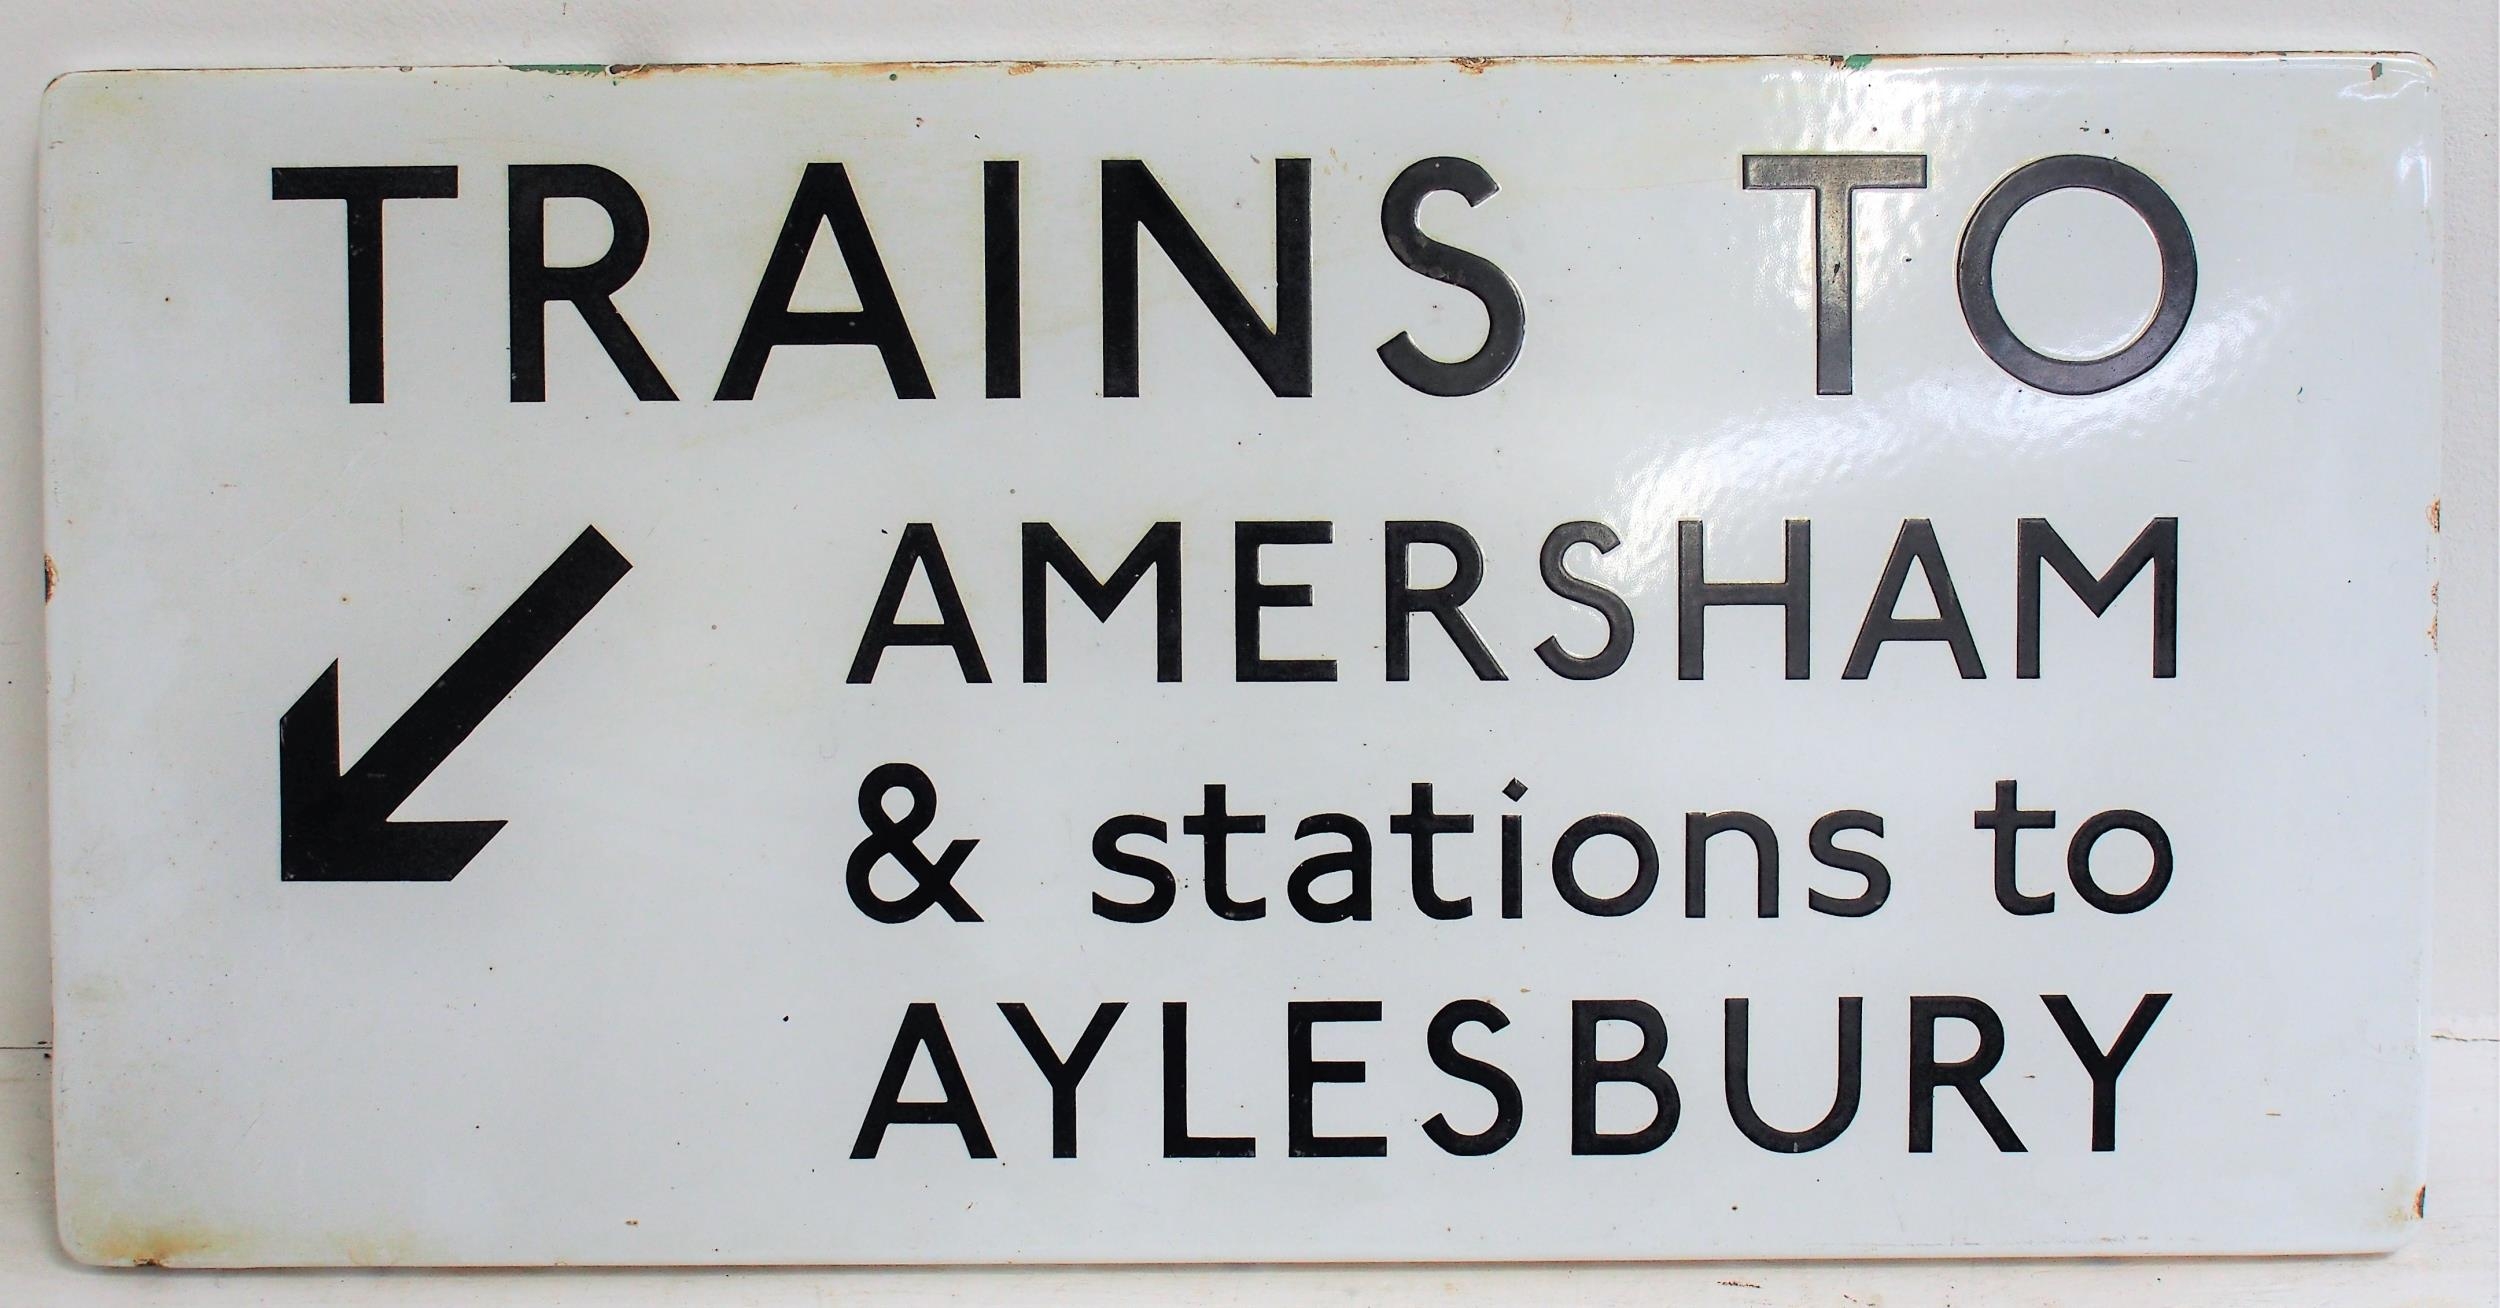 TRAINS TO
AMERSHAM
& stations to
AYLESBURY